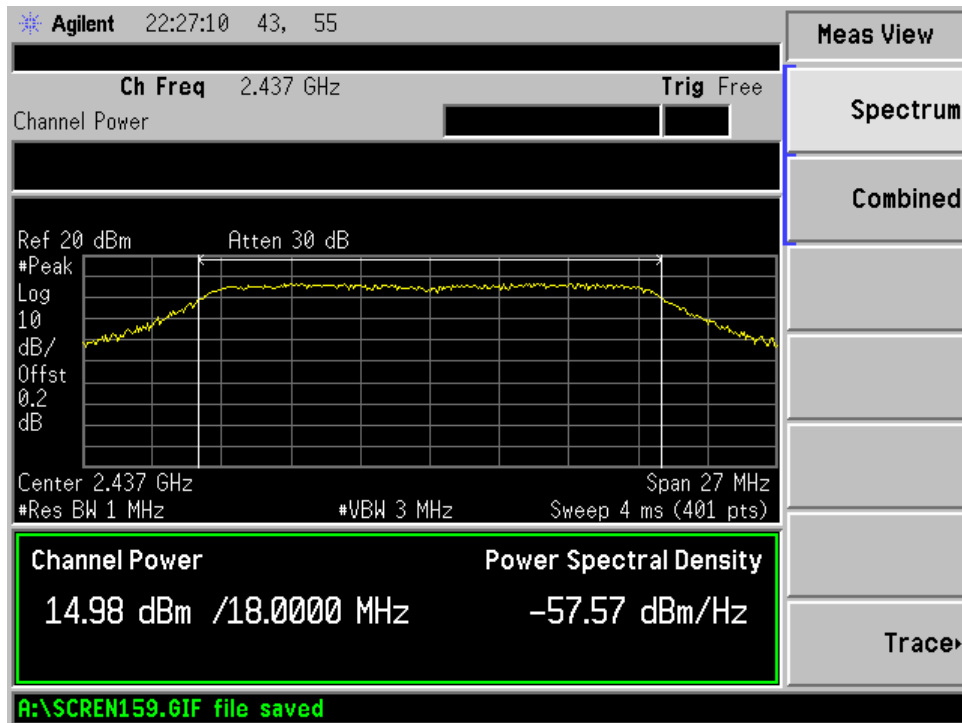 Agilent 22:27:10 43, 55
Meas View
Ch Freq 2.437 GHz Trig Free
Channel Power
Spectrum
Combined
Ref 20 dBm Atten 30 dB
#Peak
Log
10
dB/
Offst
0.2
dB
Center 2.437 GHz Span 27 MHz
#Res BW 1 MHz #VBW 3 MHz Sweep 4 ms (401 pts)
Channel Power Power Spectral Density
14.98 dBm /18.0000 MHz -57.57 dBm/Hz
Trace
A:\SCREN159.GIF file saved